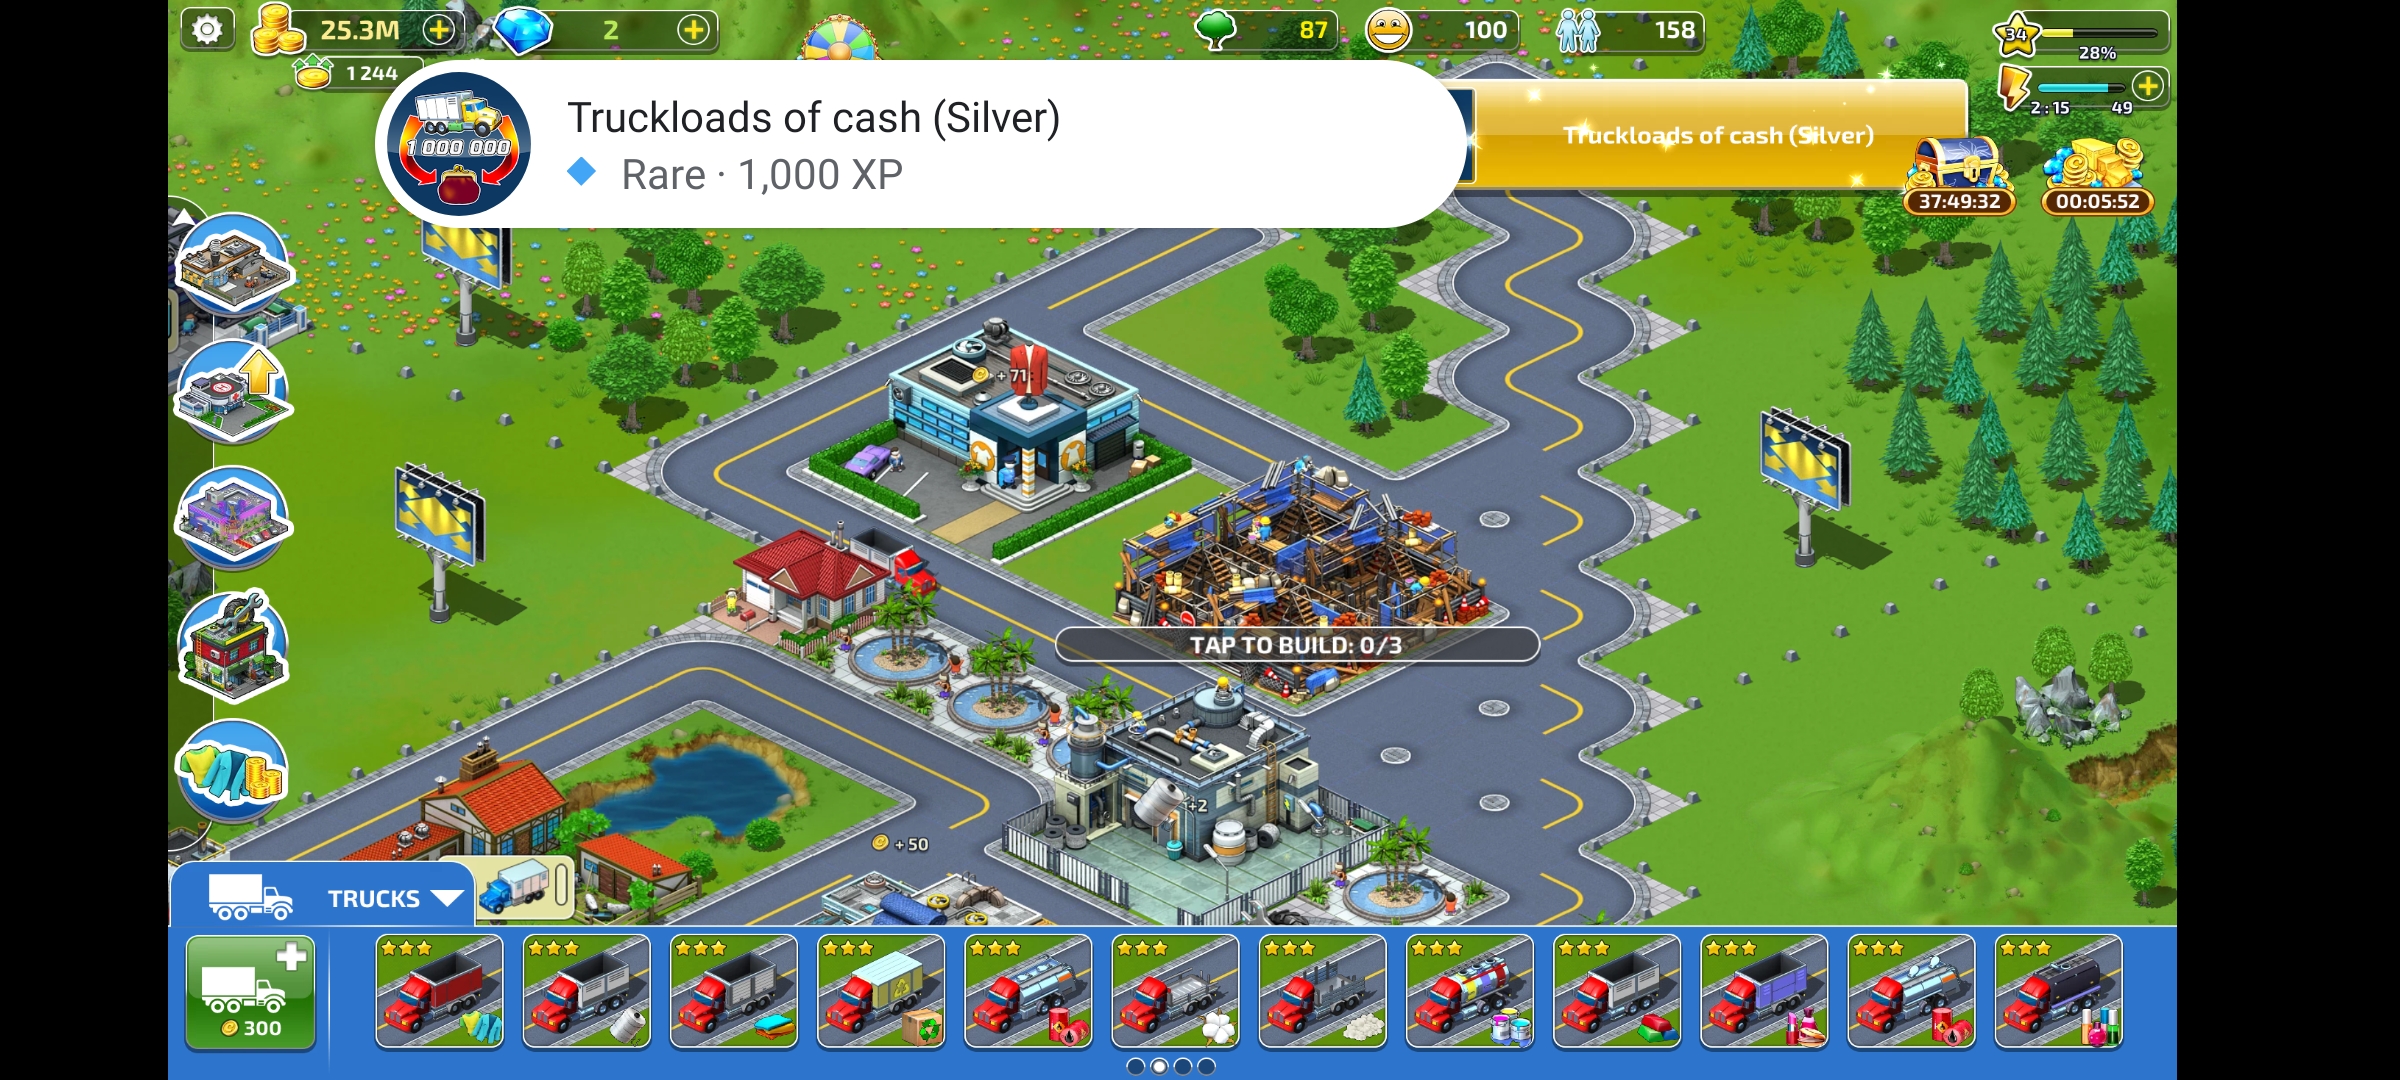 25.3M
2
87
100
158
34
28%
1 244
2:15 49
Truckloads of cash (Silver)
Rare · 1,000 XP
1 000 000
Truckloads of cash (Silver)
37:49:32
00:05:52
+71
TAP TO BUILD: 0/3
+2
+50
TRUCKS
0
300